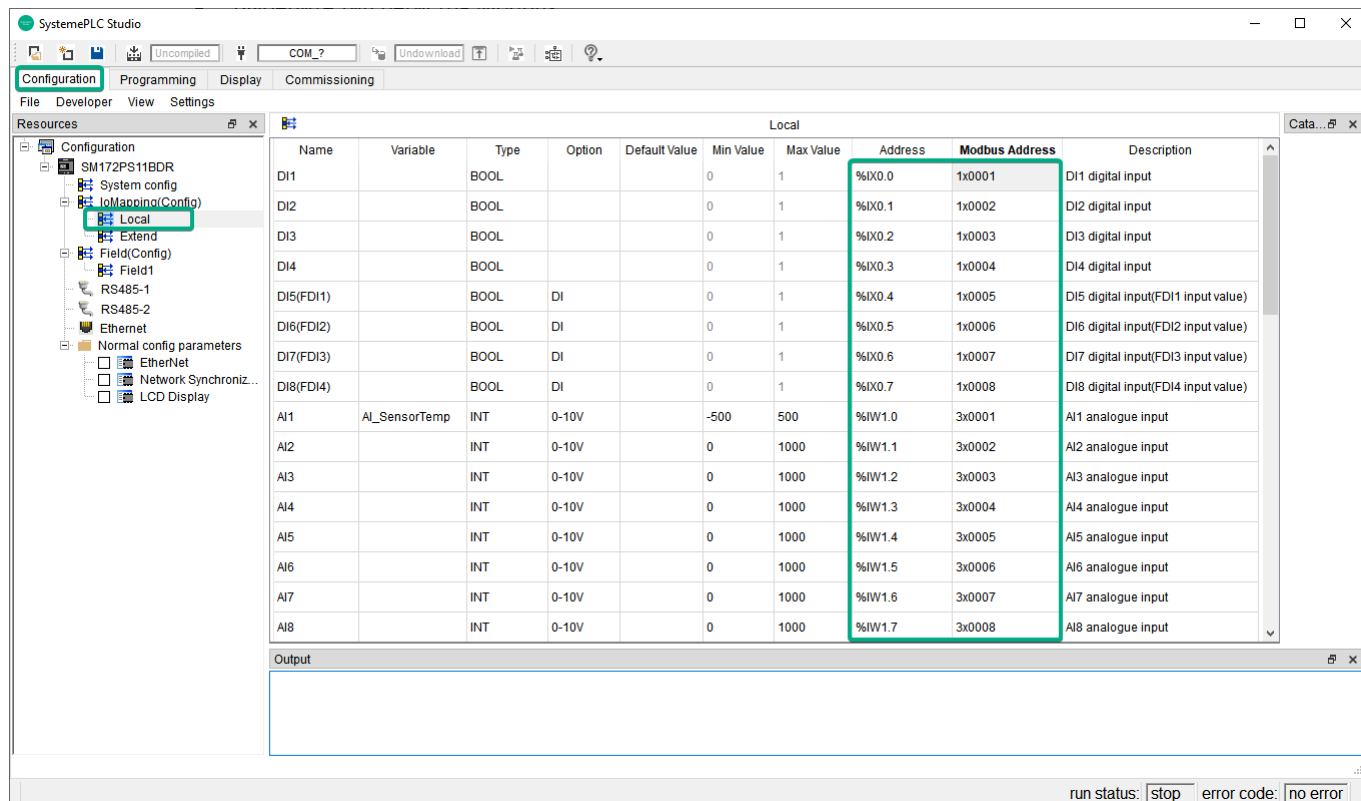 SystemePLC Studio
Uncompiled COM_? Undownload
Configuration Programming Display Commissioning
File Developer View Settings
Resources
Configuration
SM172PS11BDR
System config
IoMapping(Config)
Local
Extend
Field(Config)
Field1
RS485-1
RS485-2
Ethernet
Normal config parameters
EtherNet
Network Synchroniz...
LCD Display
Local
Name Variable Type Option Default Value Min Value Max Value Address Modbus Address Description
DI1 BOOL 0 1 %IX0.0 1x0001 DI1 digital input
DI2 BOOL 0 1 %IX0.1 1x0002 DI2 digital input
DI3 BOOL 0 1 %IX0.2 1x0003 DI3 digital input
DI4 BOOL 0 1 %IX0.3 1x0004 DI4 digital input
DI5(FDI1) BOOL DI 0 1 %IX0.4 1x0005 DI5 digital input(FDI1 input value)
DI6(FDI2) BOOL DI 0 1 %IX0.5 1x0006 DI6 digital input(FDI2 input value)
DI7(FDI3) BOOL DI 0 1 %IX0.6 1x0007 DI7 digital input(FDI3 input value)
DI8(FDI4) BOOL DI 0 1 %IX0.7 1x0008 DI8 digital input(FDI4 input value)
AI1 AI_SensorTemp INT 0-10V -500 500 %IW1.0 3x0001 AI1 analogue input
AI2 INT 0-10V 0 1000 %IW1.1 3x0002 AI2 analogue input
AI3 INT 0-10V 0 1000 %IW1.2 3x0003 AI3 analogue input
AI4 INT 0-10V 0 1000 %IW1.3 3x0004 AI4 analogue input
AI5 INT 0-10V 0 1000 %IW1.4 3x0005 AI5 analogue input
AI6 INT 0-10V 0 1000 %IW1.5 3x0006 AI6 analogue input
AI7 INT 0-10V 0 1000 %IW1.6 3x0007 AI7 analogue input
AI8 INT 0-10V 0 1000 %IW1.7 3x0008 AI8 analogue input
Cata...
Output
run status: stop error code: no error